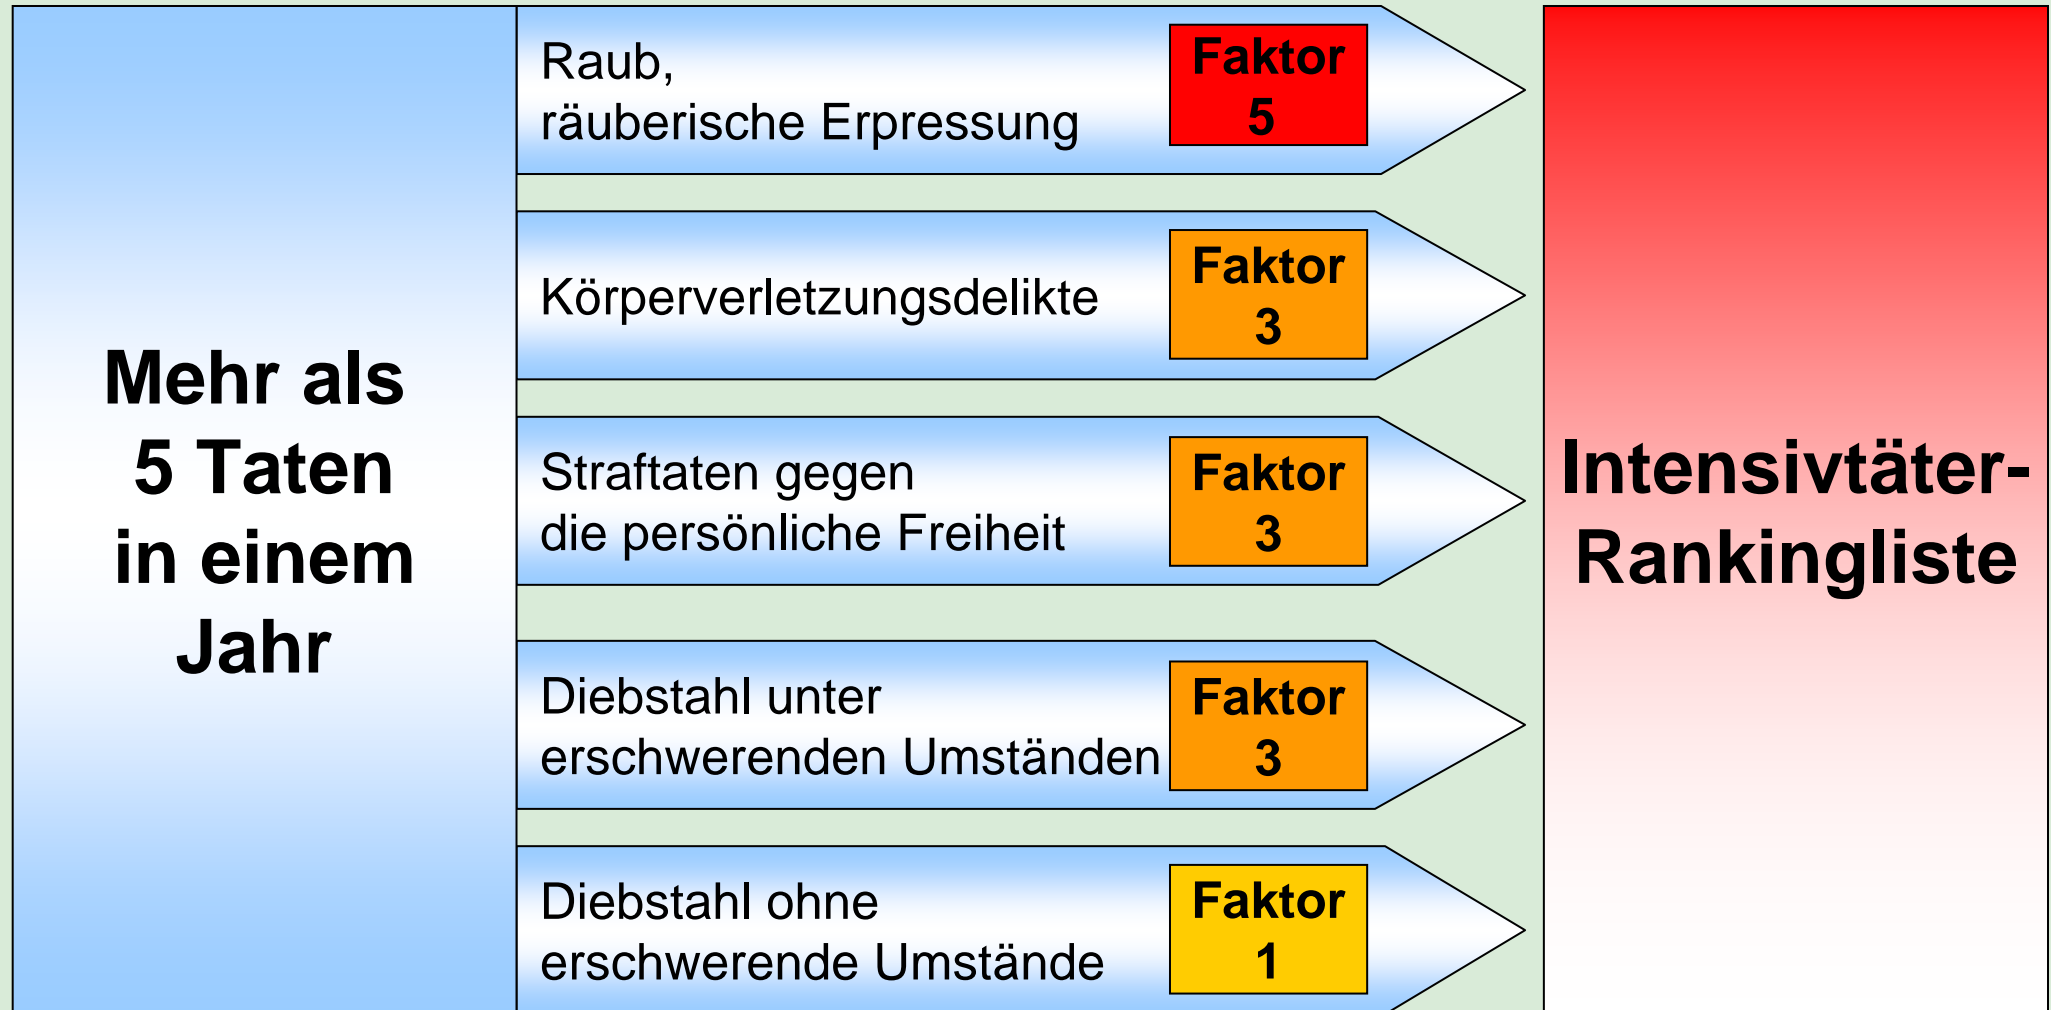 Mehr als
5 Taten
in einem
Jahr
Raub,
räuberische Erpressung
Faktor
5
Körperverletzungsdelikte
Faktor
3
Straftaten gegen
die persönliche Freiheit
Faktor
3
Diebstahl unter
erschwerenden Umständen
Faktor
3
Diebstahl ohne
erschwerende Umstände
Faktor
1
Intensivtäter-
Rankingliste